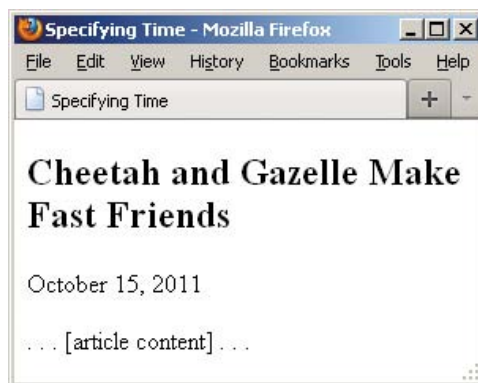 Specifying Time - Mozilla Firefox
File Edit View History Bookmarks Tools Help
Specifying Time
Cheetah and Gazelle Make
Fast Friends
October 15, 2011
. . . [article content] . . .